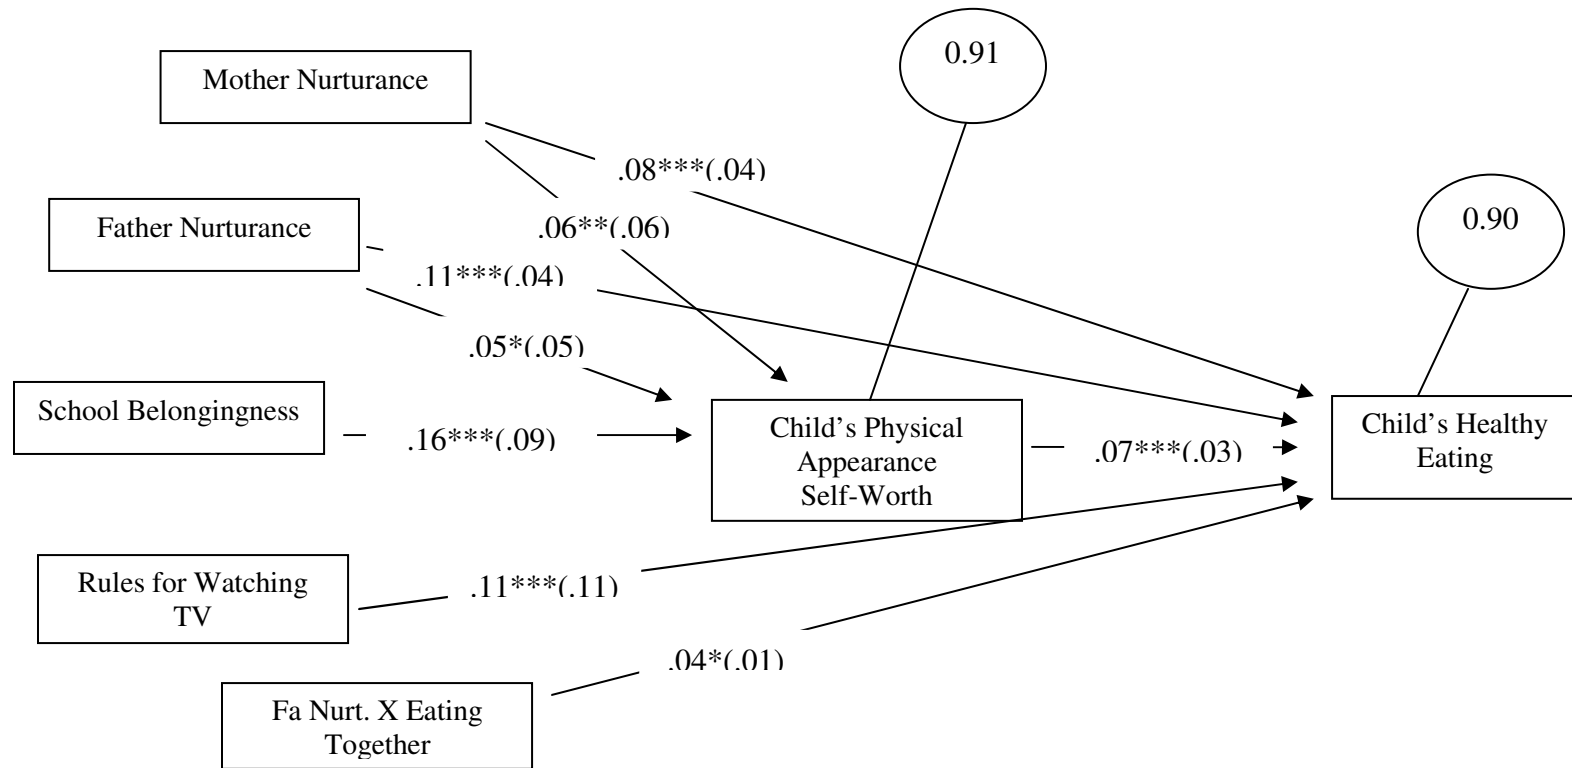 0.91
Mother Nurturance
.08***(.04)
0.90
Father Nurturance
.06**(.06)
.11***(.04)
.05*(.05)
School Belongingness
.16***(.09)
Child’s Physical
Appearance
Self-Worth
.07***(.03)
Child’s Healthy
Eating
Rules for Watching
TV
.11***(.11)
.04*(.01)
Fa Nurt. X Eating
Together